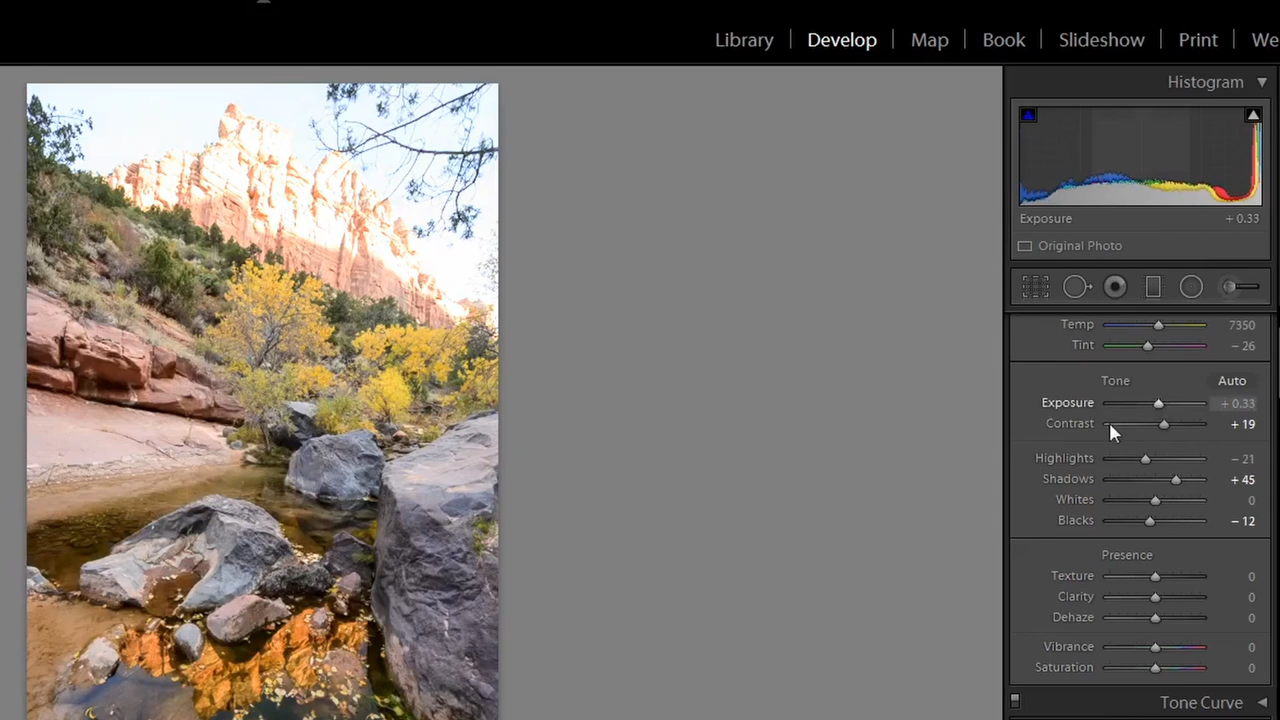 Library Develop Map Book Slideshow Print We
Histogram
Exposure + 0.33
Original Photo
Temp 7350
Tint − 26
Tone Auto
Exposure + 0.33
Contrast + 19
Highlights − 21
Shadows + 45
Whites 0
Blacks − 12
Presence
Texture 0
Clarity 0
Dehaze 0
Vibrance 0
Saturation 0
Tone Curve